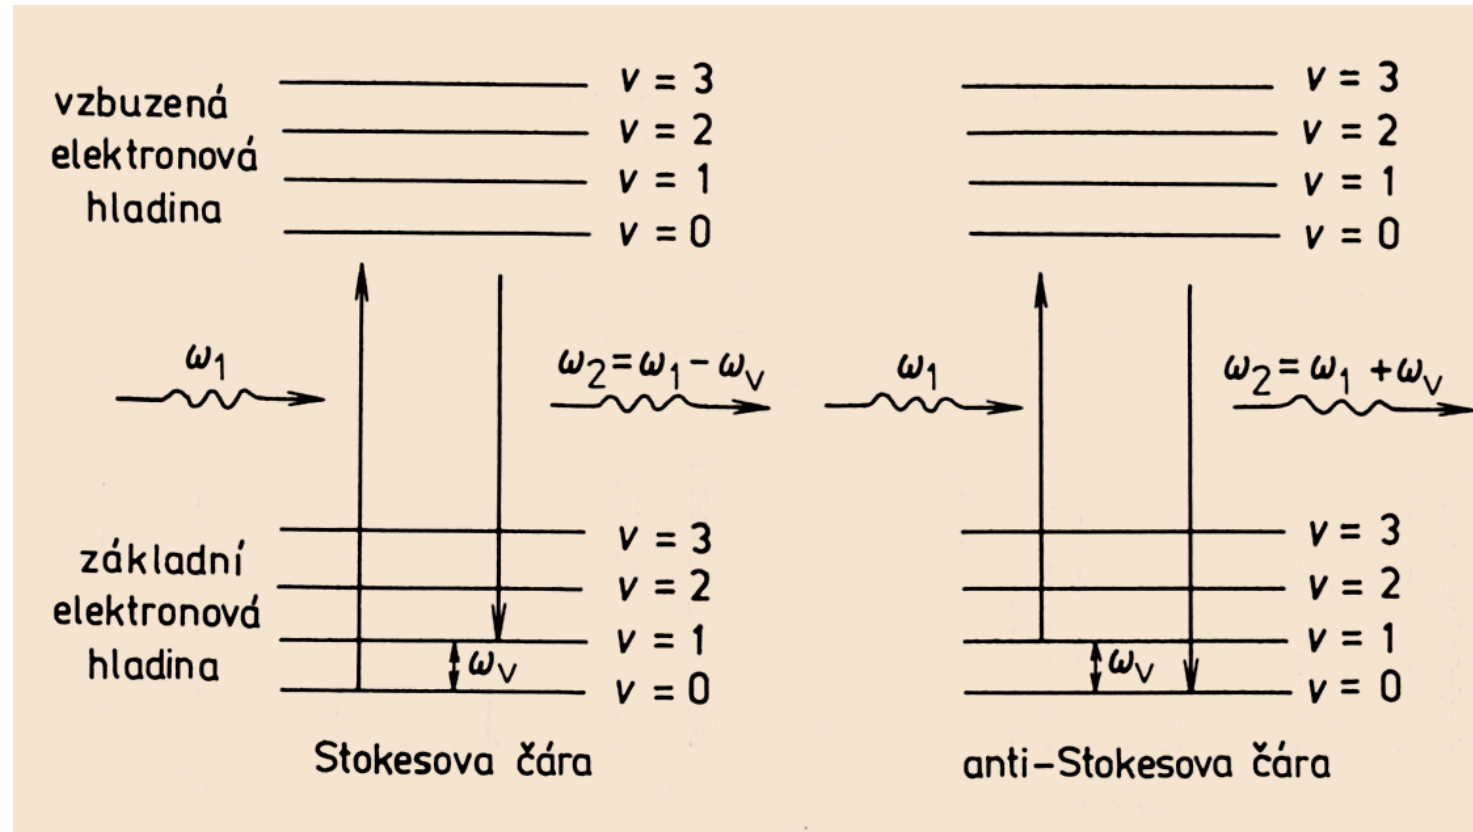 vzbuzená
elektronová
hladina
v = 3
v = 2
v = 1
v = 0
ω₁
ω₂=ω₁-ωᵥ
základní
elektronová
hladina
v = 3
v = 2
v = 1
v = 0
ωᵥ
Stokesova čára
v = 3
v = 2
v = 1
v = 0
ω₁
ω₂=ω₁+ωᵥ
v = 3
v = 2
v = 1
v = 0
ωᵥ
anti-Stokesova čára